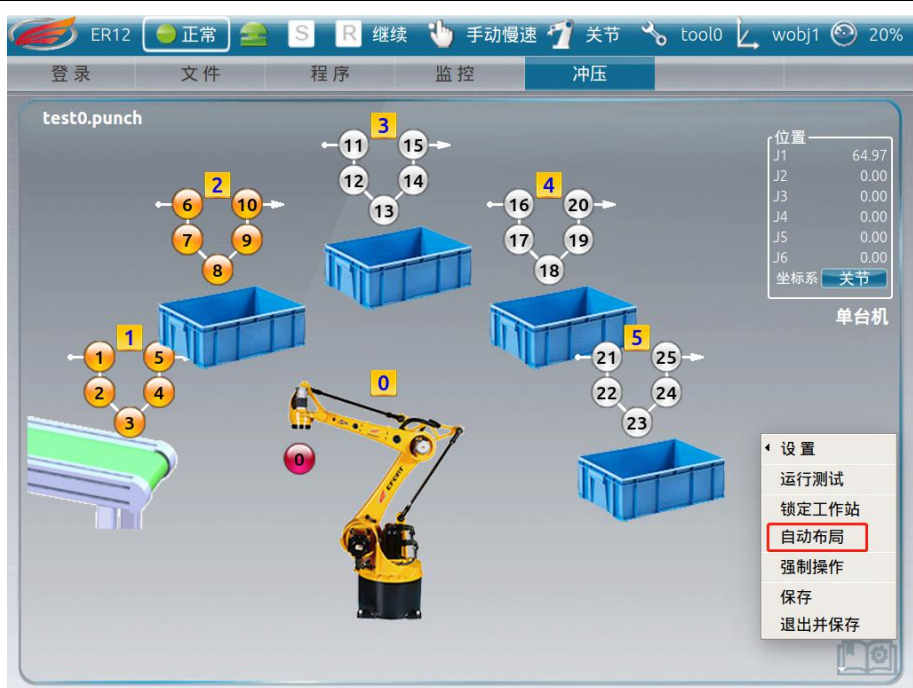 ER12 正常 S R 继续 手动慢速 关节 tool0 wobj1 20%
登录 文件 程序 监控 冲压
test0.punch
位置
J1 64.97
J2 0.00
J3 0.00
J4 0.00
J5 0.00
J6 0.00
坐标系 关节
单台机
3
11 15
12 14
13
2
6 10
7 9
8
4
16 20
17 19
18
1
1 5
2 4
3
5
21 25
22 24
23
0
0
EFORT
设置
运行测试
锁定工作站
自动布局
强制操作
保存
退出并保存